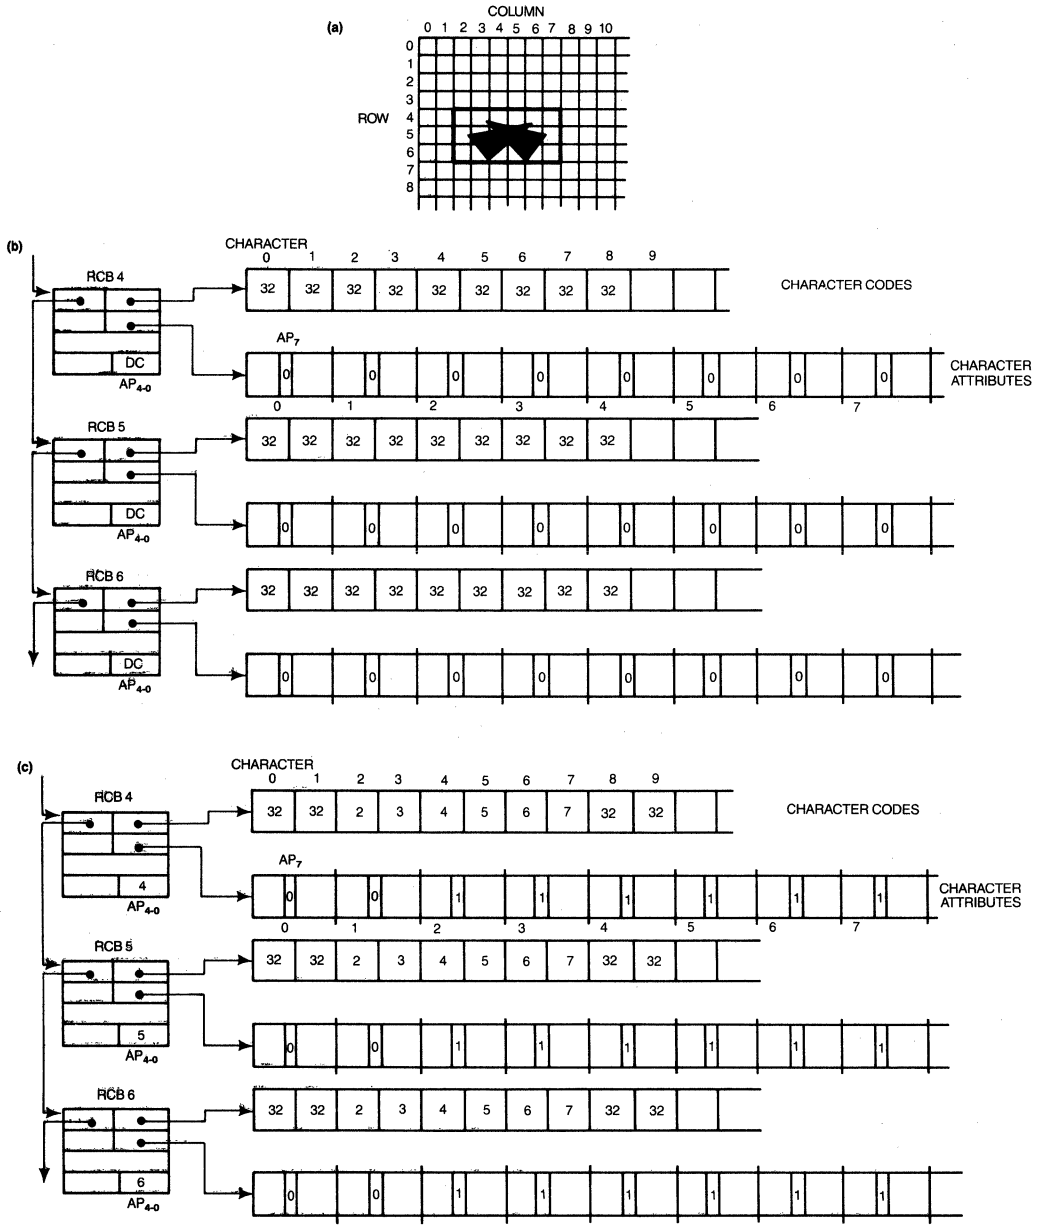 (a)
COLUMN
0 1 2 3 4 5 6 7 8 9 10
ROW
0
1
2
3
4
5
6
7
8
(b)
CHARACTER
0 1 2 3 4 5 6 7 8 9
RCB 4
32 32 32 32 32 32 32 32 32
CHARACTER CODES
AP7
DC
AP4-0
0 0 0 0 0 0 0 0
CHARACTER
ATTRIBUTES
0 1 2 3 4 5 6 7
RCB 5
32 32 32 32 32 32 32 32 32
DC
AP4-0
0 0 0 0 0 0 0 0
RCB 6
32 32 32 32 32 32 32 32 32
DC
AP4-0
0 0 0 0 0 0 0 0
(c)
CHARACTER
0 1 2 3 4 5 6 7 8 9
RCB 4
32 32 2 3 4 5 6 7 32 32
CHARACTER CODES
AP7
4
AP4-0
0 0 1 1 1 1 1 1
CHARACTER
ATTRIBUTES
0 1 2 3 4 5 6 7
RCB 5
32 32 2 3 4 5 6 7 32 32
5
AP4-0
0 0 1 1 1 1 1 1
RCB 6
32 32 2 3 4 5 6 7 32 32
6
AP4-0
0 0 1 1 1 1 1 1